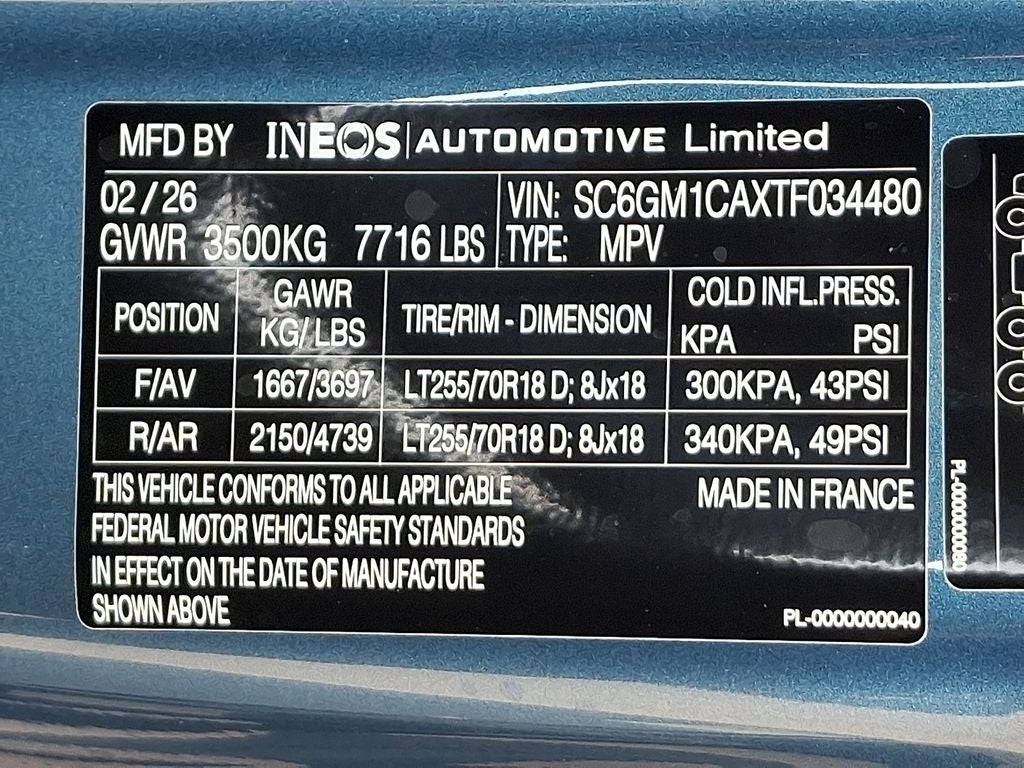 MFD BY INEOS | AUTOMOTIVE Limited
02 / 26
GVWR 3500KG 7716 LBS
VIN: SC6GM1CAXTF034480
TYPE: MPV
POSITION GAWR KG/LBS TIRE/RIM - DIMENSION COLD INFL.PRESS. KPA PSI
F/AV 1667/3697 LT255/70R18 D; 8Jx18 300KPA, 43PSI
R/AR 2150/4739 LT255/70R18 D; 8Jx18 340KPA, 49PSI
THIS VEHICLE CONFORMS TO ALL APPLICABLE
FEDERAL MOTOR VEHICLE SAFETY STANDARDS
IN EFFECT ON THE DATE OF MANUFACTURE
SHOWN ABOVE
MADE IN FRANCE
PL-0000000040
PL-0000000080